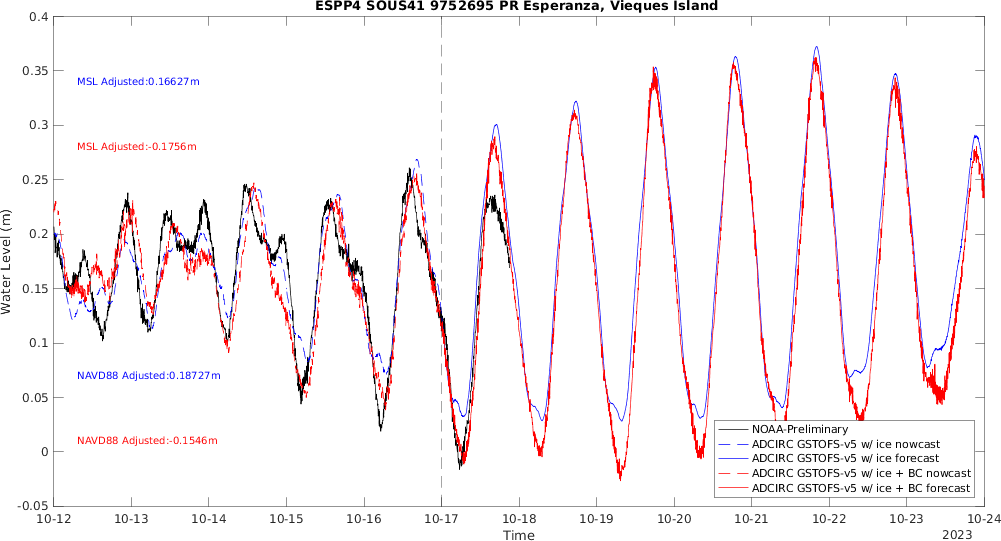 ESPP4 SOUS41 9752695 PR Esperanza, Vieques Island
0.4
0.35
0.3
0.25
0.2
0.15
0.1
0.05
0
-0.05
Water Level (m)
MSL Adjusted:0.16627m
MSL Adjusted:-0.1756m
NAVD88 Adjusted:0.18727m
NAVD88 Adjusted:-0.1546m
NOAA-Preliminary
ADCIRC GSTOFS-v5 w/ ice nowcast
ADCIRC GSTOFS-v5 w/ ice forecast
ADCIRC GSTOFS-v5 w/ ice + BC nowcast
ADCIRC GSTOFS-v5 w/ ice + BC forecast
10-12 10-13 10-14 10-15 10-16 10-17 10-18 10-19 10-20 10-21 10-22 10-23 10-24
Time
2023